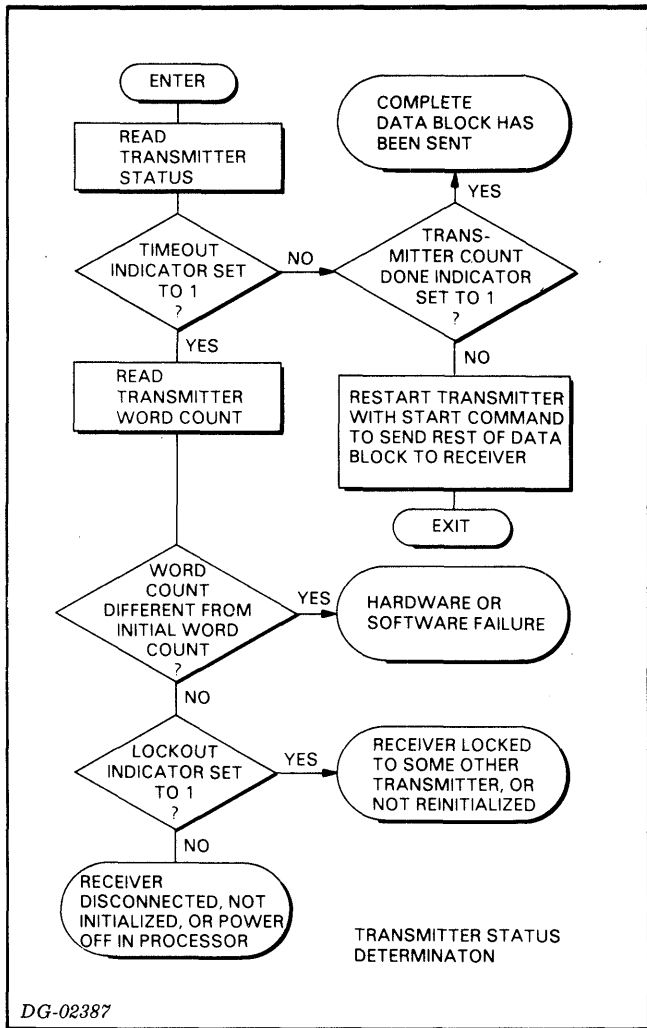 ENTER
READ
TRANSMITTER
STATUS
COMPLETE
DATA BLOCK HAS
BEEN SENT
YES
TIMEOUT
INDICATOR SET
TO 1
?
NO
TRANS-
MITTER COUNT
DONE INDICATOR
SET TO 1
?
YES
NO
READ
TRANSMITTER
WORD COUNT
RESTART TRANSMITTER
WITH START COMMAND
TO SEND REST OF DATA
BLOCK TO RECEIVER
EXIT
WORD
COUNT
DIFFERENT FROM
INITIAL WORD
COUNT
?
YES
HARDWARE OR
SOFTWARE FAILURE
NO
LOCKOUT
INDICATOR SET
TO 1
?
YES
RECEIVER LOCKED
TO SOME OTHER
TRANSMITTER, OR
NOT REINITIALIZED
NO
RECEIVER
DISCONNECTED, NOT
INITIALIZED, OR POWER
OFF IN PROCESSOR
TRANSMITTER STATUS
DETERMINATON
DG-02387